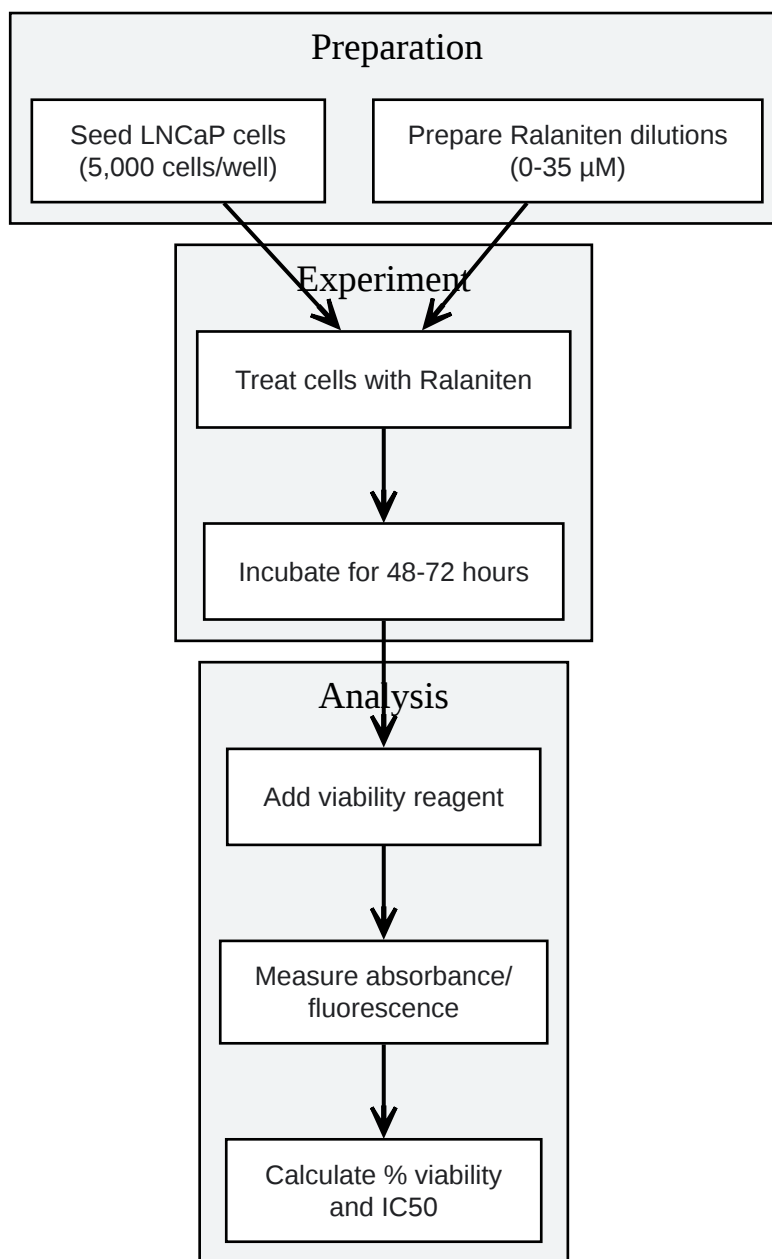 Preparation
Seed LNCaP cells
(5,000 cells/well)
Prepare Ralaniten dilutions
(0-35 µM)
Experiment
Treat cells with Ralaniten
Incubate for 48-72 hours
Analysis
Add viability reagent
Measure absorbance/
fluorescence
Calculate % viability
and IC50